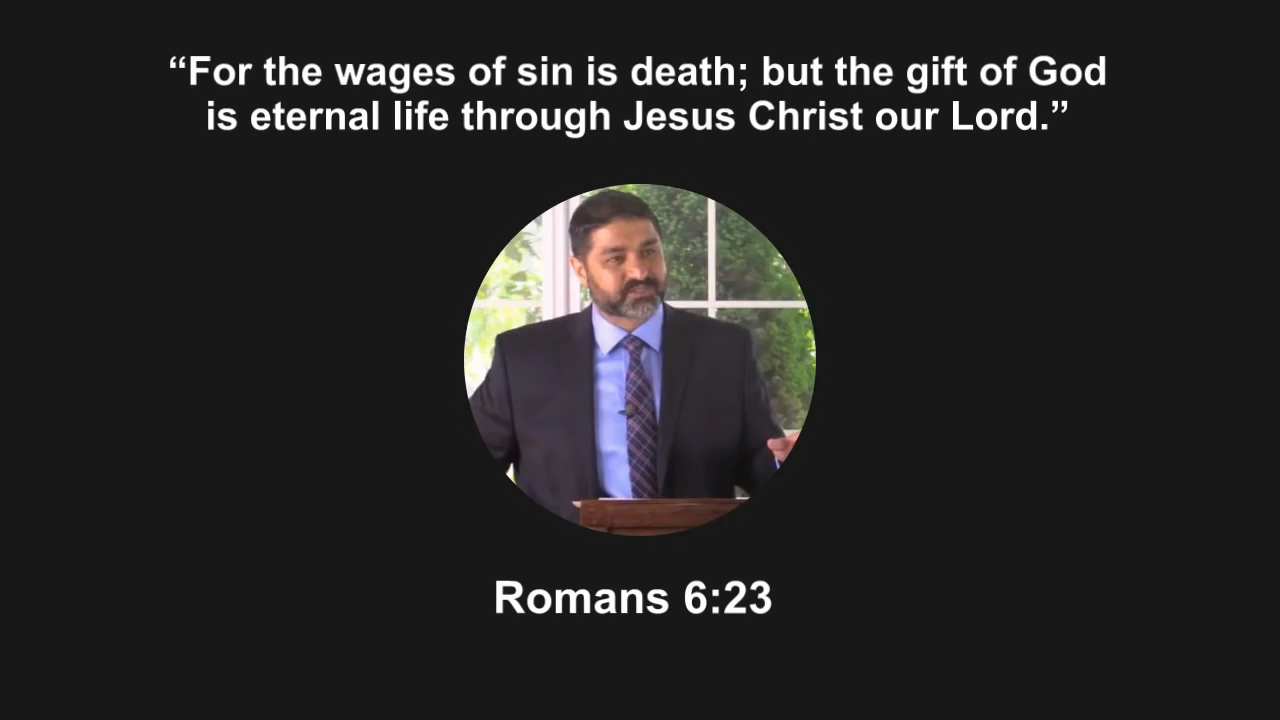 “For the wages of sin is death; but the gift of God
is eternal life through Jesus Christ our Lord.”
Romans 6:23